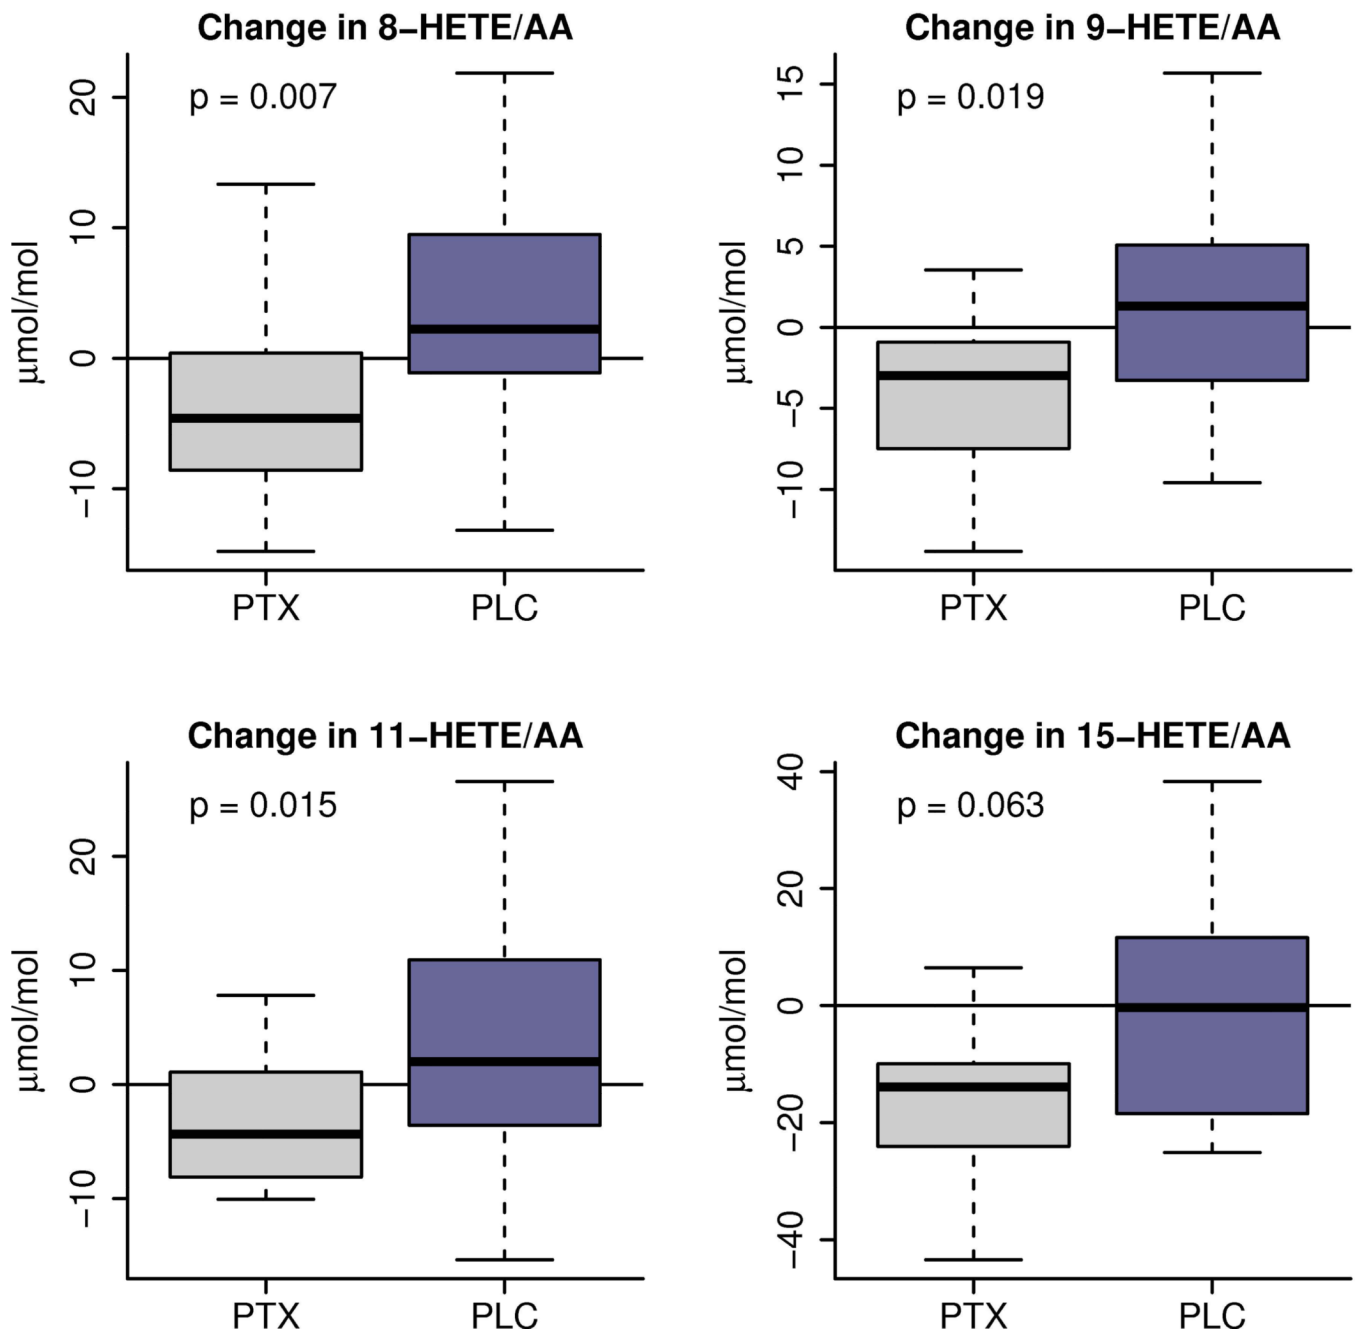 Change in 8–HETE/AA
p = 0.007
μmol/mol
20
10
0
−10
PTX PLC
Change in 9–HETE/AA
p = 0.019
μmol/mol
15
10
5
0
−5
−10
PTX PLC
Change in 11–HETE/AA
p = 0.015
μmol/mol
20
10
0
−10
PTX PLC
Change in 15–HETE/AA
p = 0.063
μmol/mol
40
20
0
−20
−40
PTX PLC